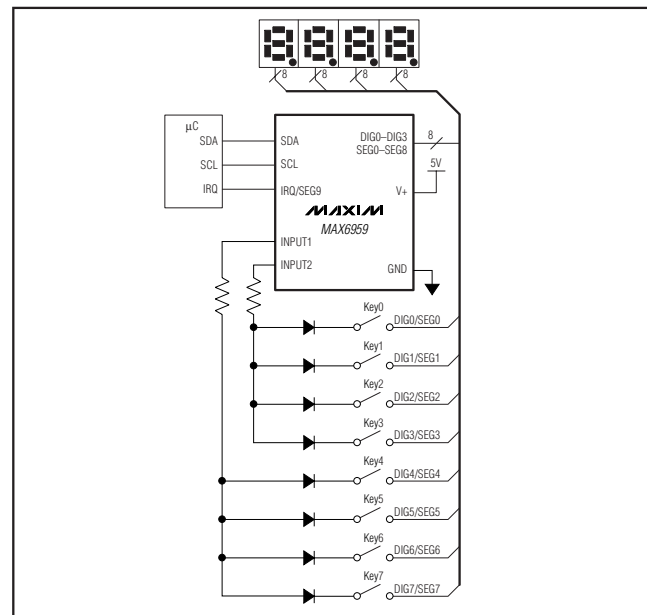 8 8 8 8
μC
SDA
SCL
IRQ
SDA
SCL
IRQ/SEG9
INPUT1
INPUT2
DIG0–DIG3
SEG0–SEG8
V+
GND
MAXIM
MAX6959
8
5V
Key0
DIG0/SEG0
Key1
DIG1/SEG1
Key2
DIG2/SEG2
Key3
DIG3/SEG3
Key4
DIG4/SEG4
Key5
DIG5/SEG5
Key6
DIG6/SEG6
Key7
DIG7/SEG7